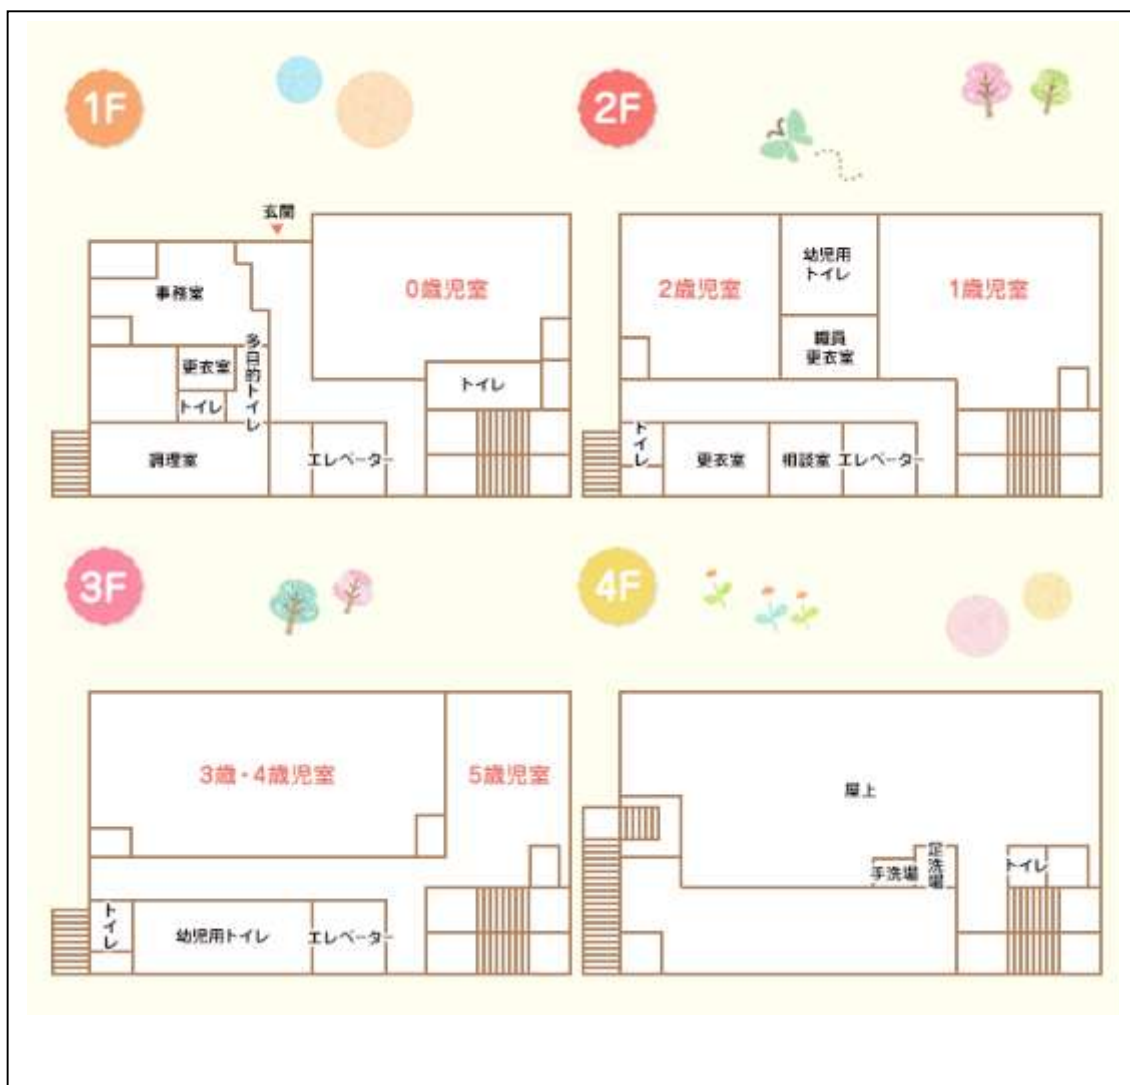 1F
玄関
0歳児室
事務室
多目的トイレ
更衣室
トイレ
トイレ
調理室
エレベーター
2F
幼児用
トイレ
2歳児室
1歳児室
職員
更衣室
トイレ
更衣室
相談室
エレベーター
3F
3歳・4歳児室
5歳児室
トイレ
幼児用トイレ
エレベーター
4F
屋上
手洗場
足洗場
トイレ